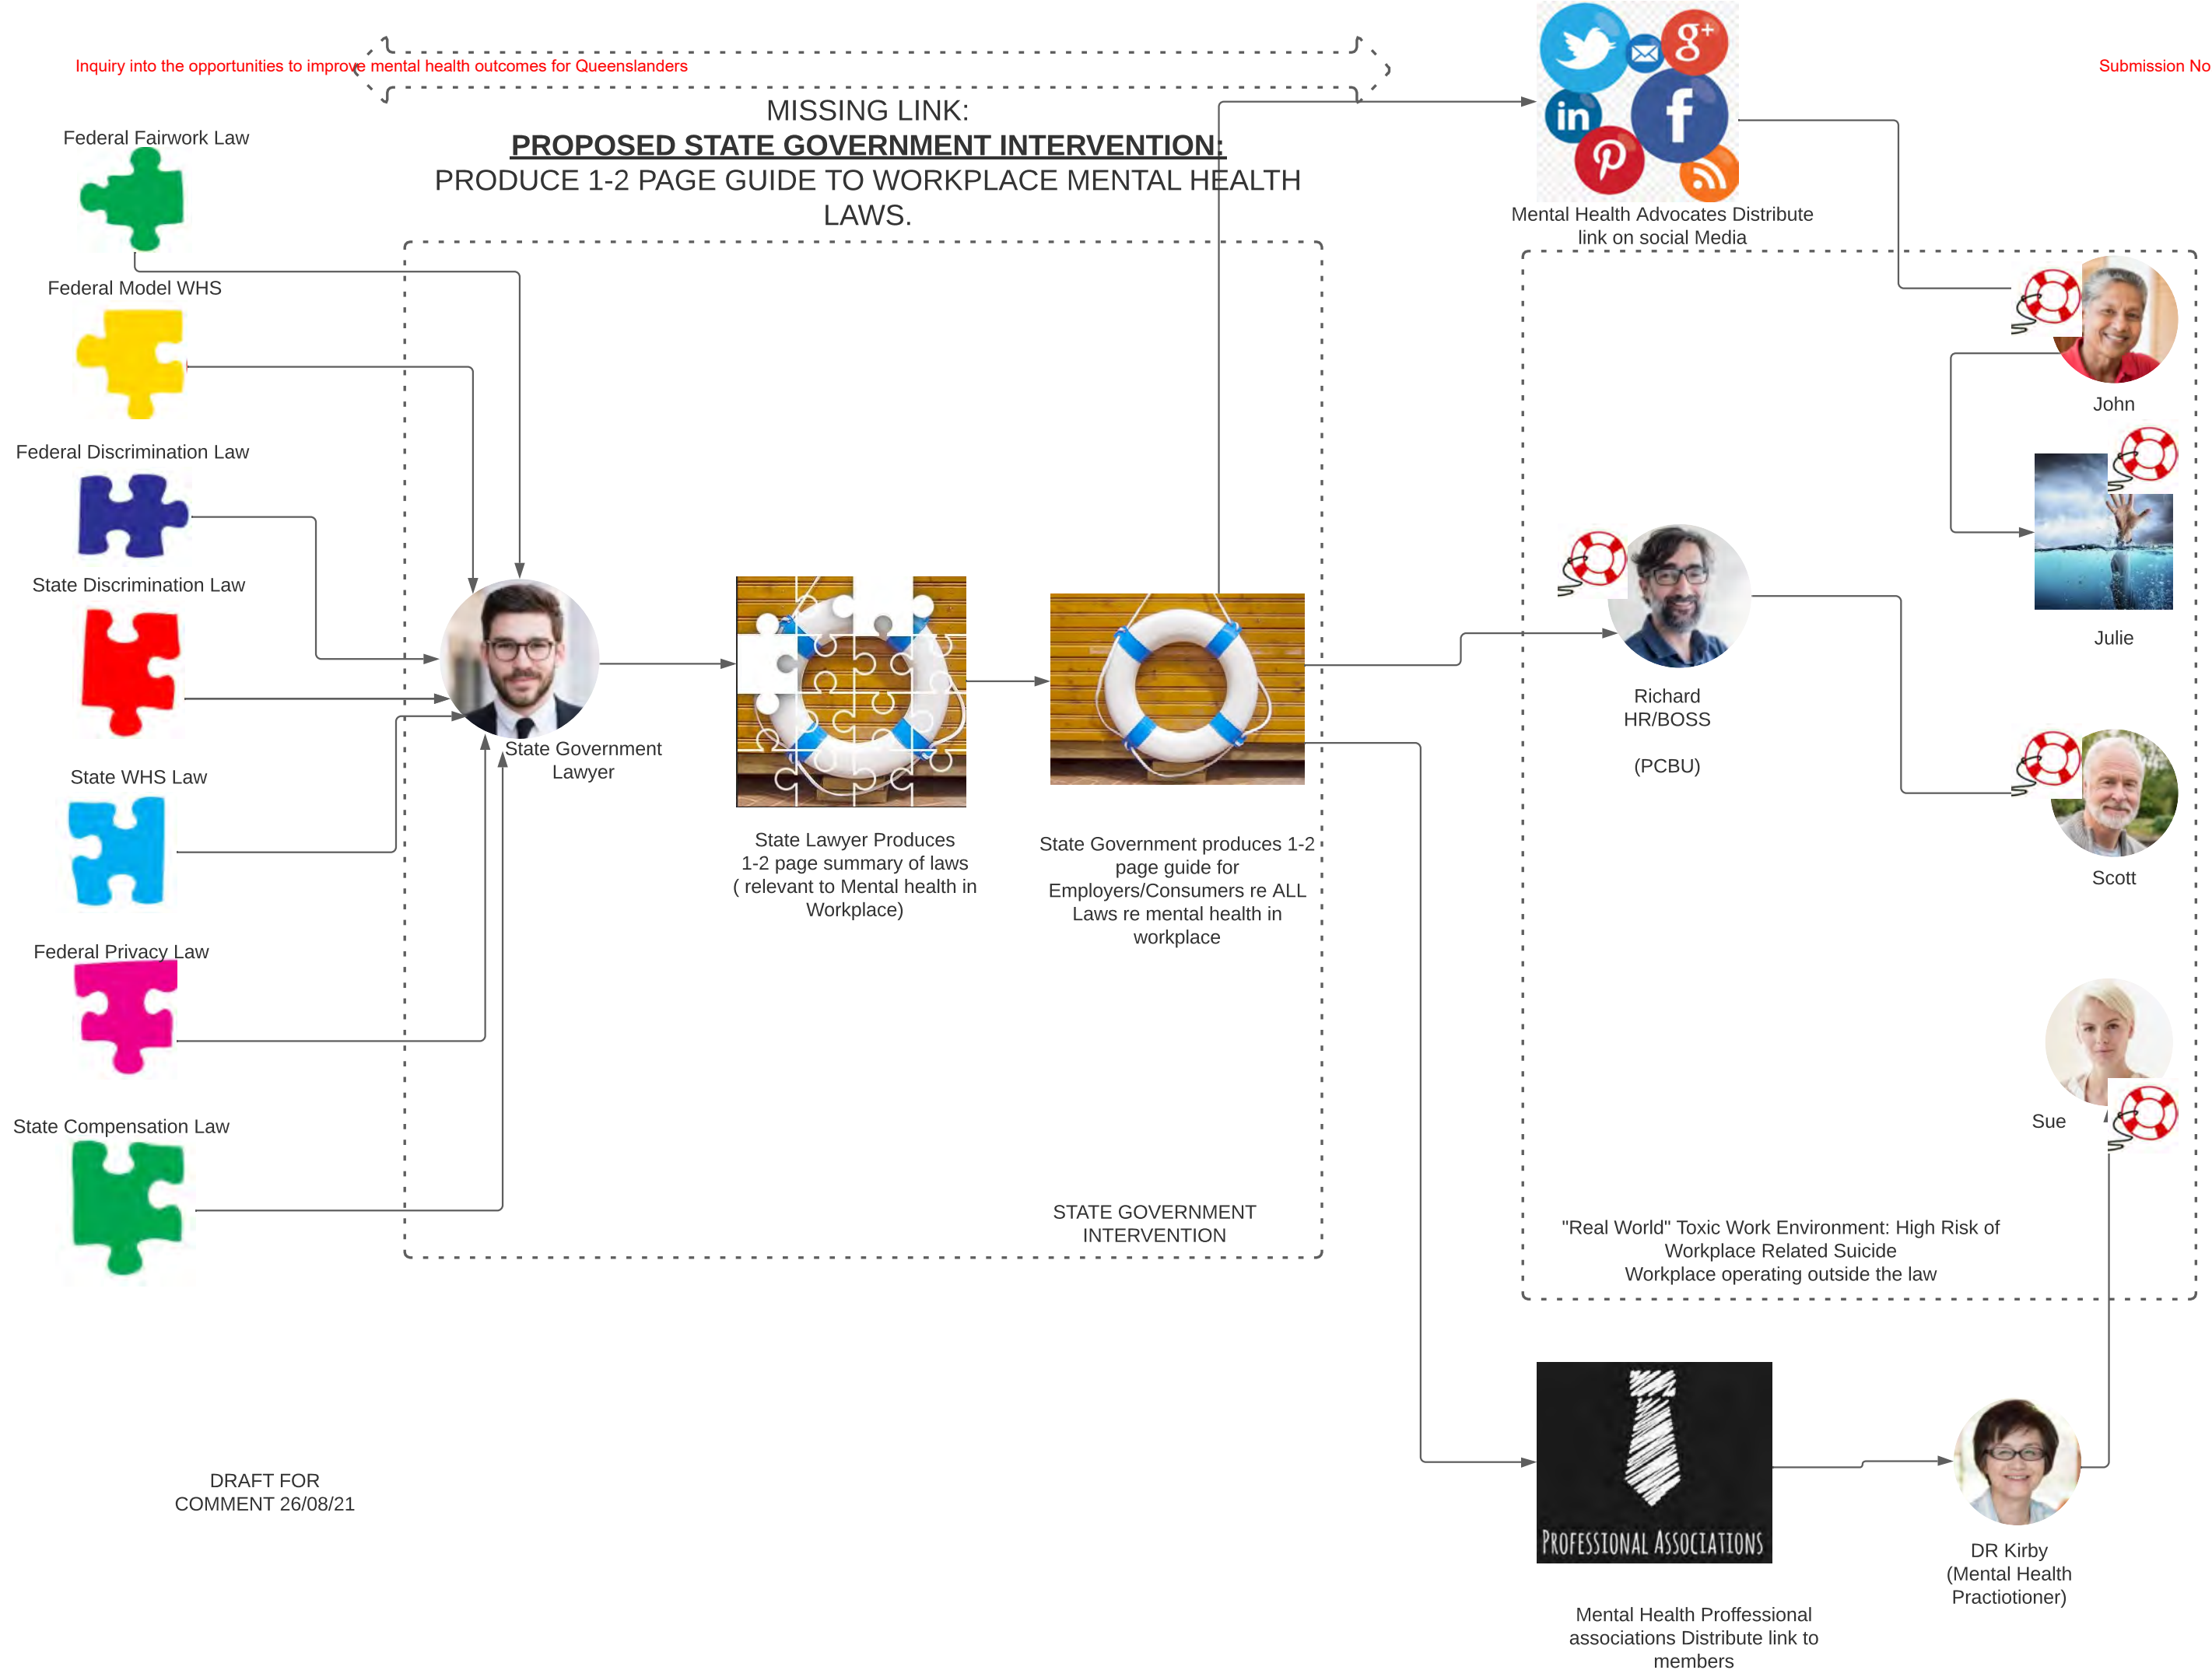 Inquiry into the opportunities to improve mental health outcomes for Queenslanders
Submission No
MISSING LINK:
PROPOSED STATE GOVERNMENT INTERVENTION:
PRODUCE 1-2 PAGE GUIDE TO WORKPLACE MENTAL HEALTH
LAWS.
Federal Fairwork Law
Federal Model WHS
Federal Discrimination Law
State Discrimination Law
State WHS Law
Federal Privacy Law
State Compensation Law
State Government
Lawyer
State Lawyer Produces
1-2 page summary of laws
( relevant to Mental health in
Workplace)
State Government produces 1-2
page guide for
Employers/Consumers re ALL
Laws re mental health in
workplace
STATE GOVERNMENT
INTERVENTION
g+
in
f
Mental Health Advocates Distribute
link on social Media
John
Julie
Richard
HR/BOSS
(PCBU)
Scott
Sue
"Real World" Toxic Work Environment: High Risk of
Workplace Related Suicide
Workplace operating outside the law
PROFESSIONAL ASSOCIATIONS
Mental Health Proffessional
associations Distribute link to
members
DR Kirby
(Mental Health
Practiotioner)
DRAFT FOR
COMMENT 26/08/21